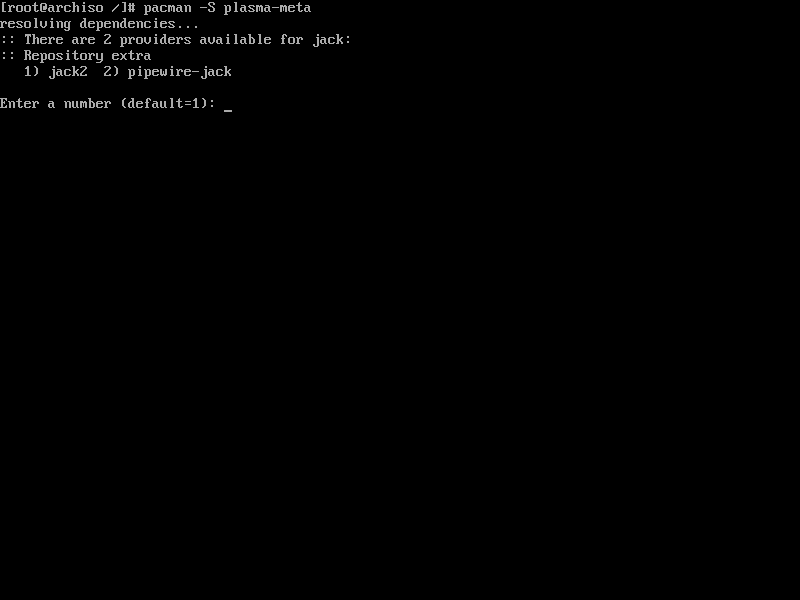 [root@archiso /]# pacman -S plasma-meta
resolving dependencies...
:: There are 2 providers available for jack:
:: Repository extra
   1) jack2  2) pipewire-jack

Enter a number (default=1): _